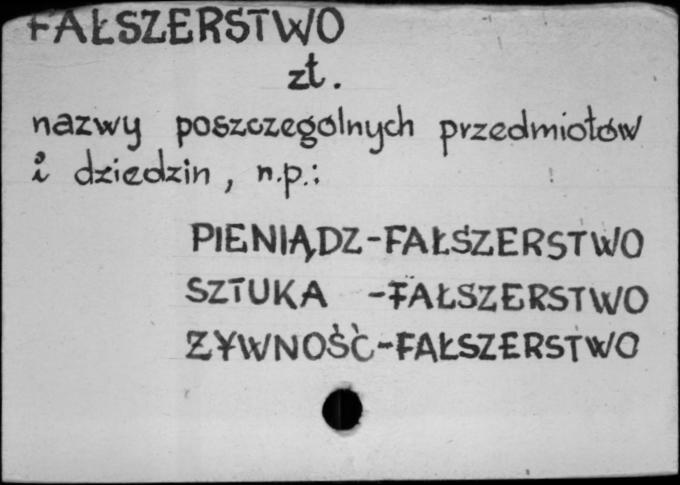 FAŁSZERSTWO
zł.
nazwy poszczególnych przedmiotów
i dziedzin, n.p.:
PIENIĄDZ-FAŁSZERSTWO
SZTUKA -FAŁSZERSTWO
ŻYWNOŚĆ-FAŁSZERSTWO